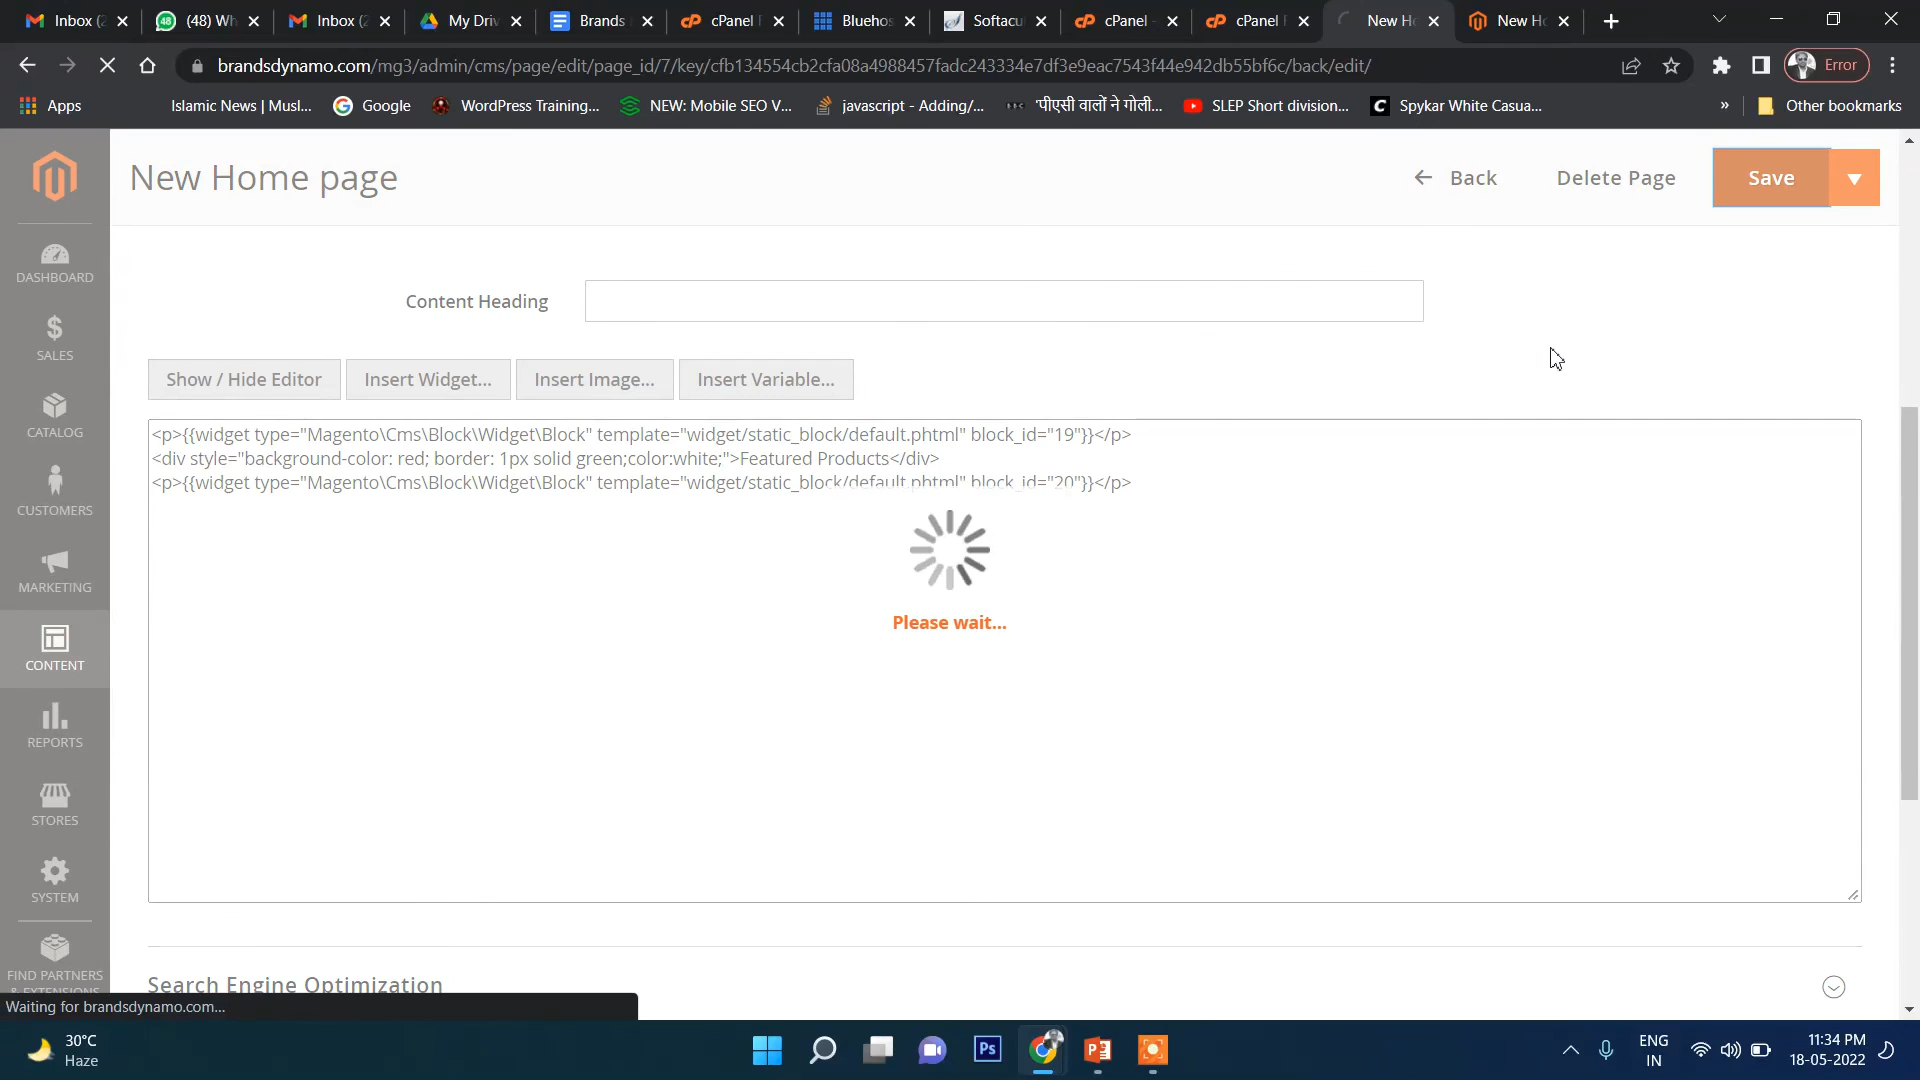 Inbox (2
(48) Wh
Inbox (2
My Driv
Brands
cPanel F
Bluehos
Softacu
cPanel -
cPanel F
New Ho
New Ho
brandsdynamo.com/mg3/admin/cms/page/edit/page_id/7/key/cfb134554cb2cfa08a4988457fadc243334e7df3e9eac7543f44e942db55bf6c/back/edit/
Error
Apps
Islamic News | Musl...
Google
WordPress Training...
NEW: Mobile SEO V...
javascript - Adding/...
'पीएसी वालों ने गोली...
SLEP Short division...
Spykar White Casua...
»
Other bookmarks
New Home page
Back
Delete Page
Save
DASHBOARD
SALES
CATALOG
CUSTOMERS
MARKETING
CONTENT
REPORTS
STORES
SYSTEM
FIND PARTNERS
& EXTENSIONS
Content Heading
Show / Hide Editor
Insert Widget...
Insert Image...
Insert Variable...
<p>{{widget type="Magento\Cms\Block\Widget\Block" template="widget/static_block/default.phtml" block_id="19"}}</p>
<div style="background-color: red; border: 1px solid green;color:white;">Featured Products</div>
<p>{{widget type="Magento\Cms\Block\Widget\Block" template="widget/static_block/default.phtml" block_id="20"}}</p>
Please wait...
Search Engine Optimization
Waiting for brandsdynamo.com...
30°C
Haze
Ps
ENG
IN
11:34 PM
18-05-2022